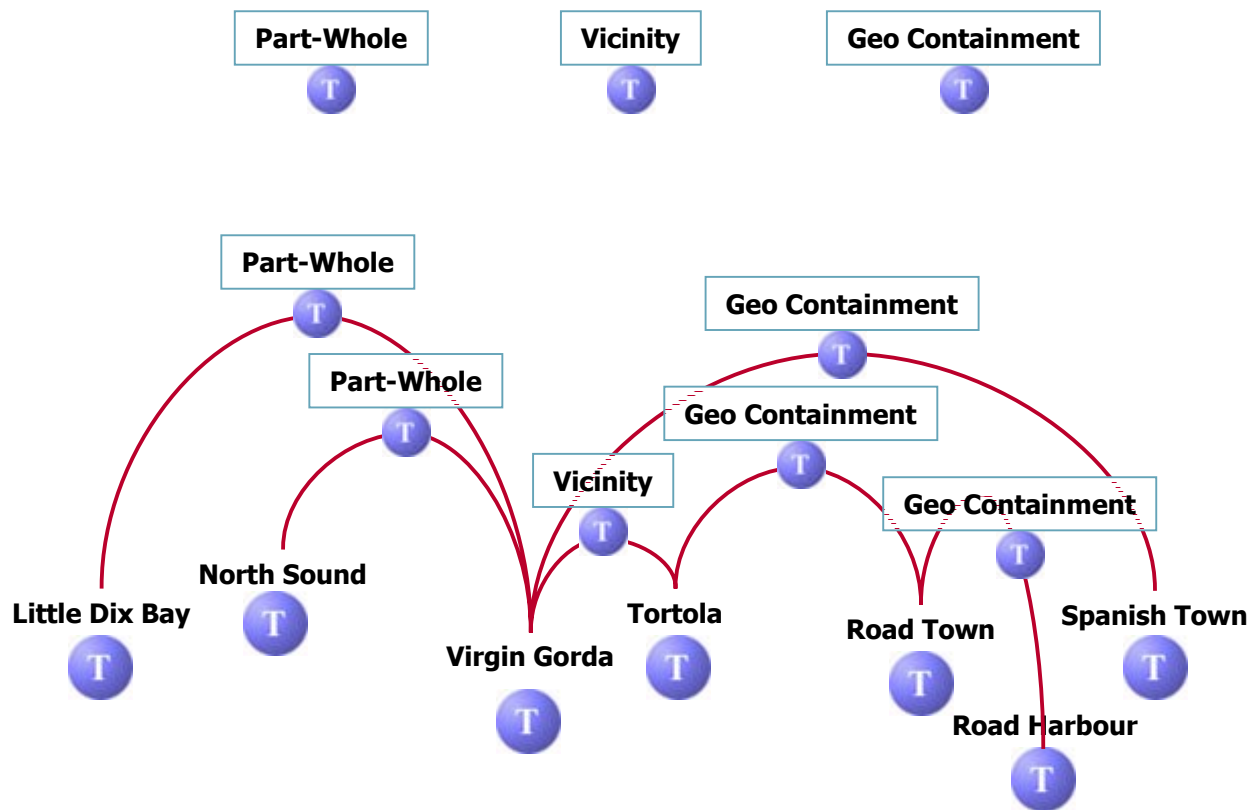 Part-Whole
Vicinity
Geo Containment
T
T
T
Part-Whole
T
Geo Containment
T
Part-Whole
T
Geo Containment
T
Vicinity
T
Geo Containment
T
Little Dix Bay
T
North Sound
T
Virgin Gorda
T
Tortola
T
Road Town
T
Spanish Town
T
Road Harbour
T